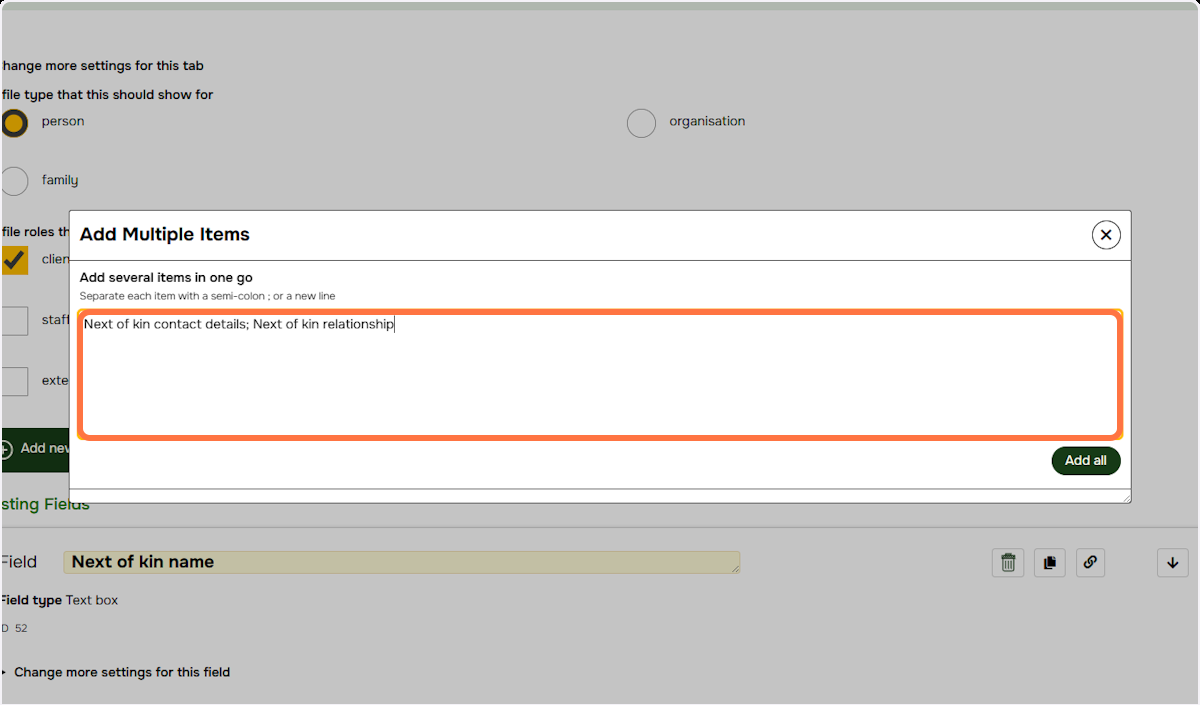 hange more settings for this tab
file type that this should show for
person
organisation
family
file roles th
Add Multiple Items
clien
Add several items in one go
Separate each item with a semi-colon ; or a new line
staff
Next of kin contact details; Next of kin relationship
exte
Add new
Add all
sting Fields
Field
Next of kin name
Field type Text box
D 52
Change more settings for this field